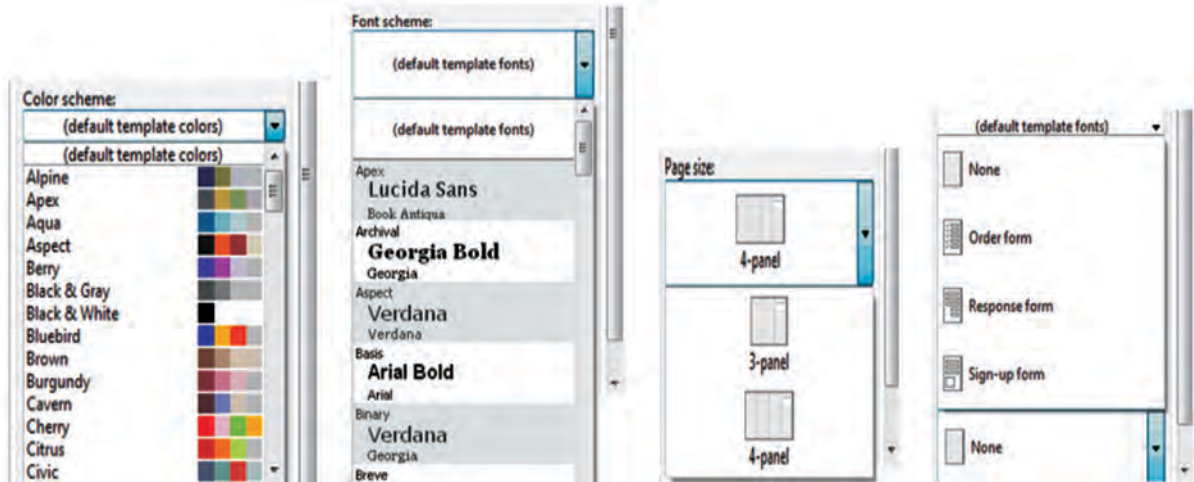 Color scheme:
(default template colors)
(default template colors)
Alpine
Apex
Aqua
Aspect
Berry
Black & Gray
Black & White
Bluebird
Brown
Burgundy
Cavern
Cherry
Citrus
Civic
Font scheme:
(default template fonts)
(default template fonts)
Apex
Lucida Sans
Book Antiqua
Archival
Georgia Bold
Georgia
Aspect
Verdana
Verdana
Basis
Arial Bold
Arial
Binary
Verdana
Georgia
Breve
Page size:
4-panel
3-panel
4-panel
(default template fonts)
None
Order form
Response form
Sign-up form
None